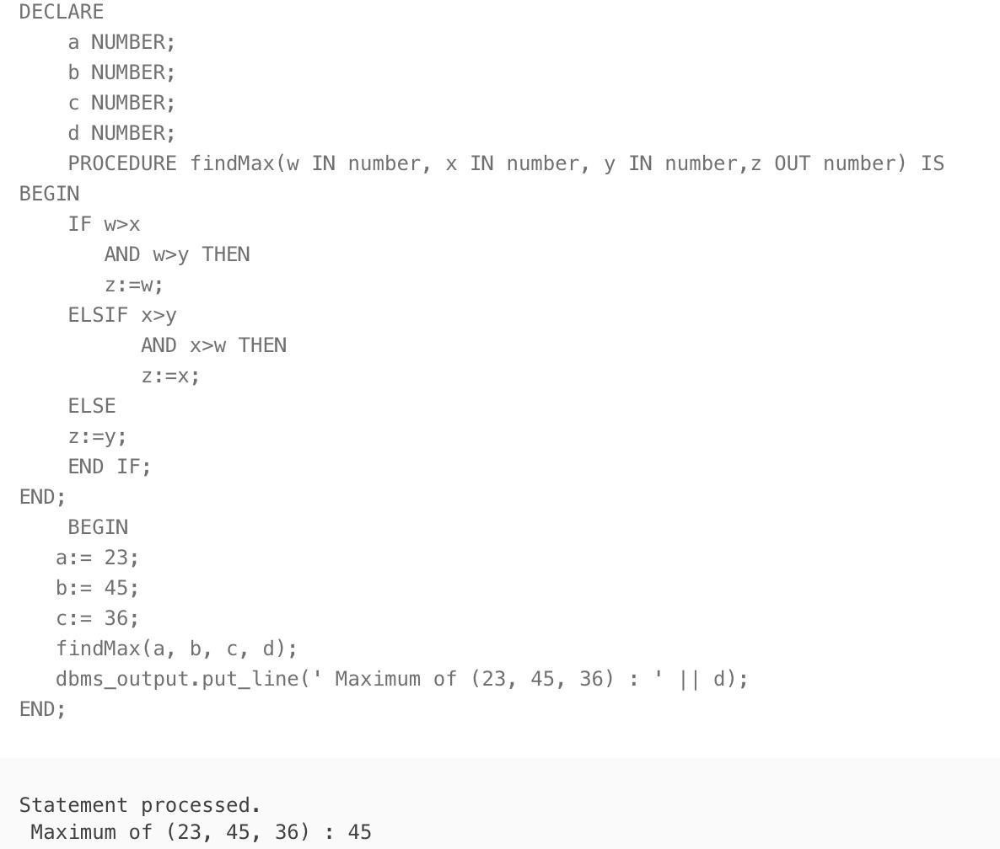 DECLARE
    a NUMBER;
    b NUMBER;
    c NUMBER;
    d NUMBER;
    PROCEDURE findMax(w IN number, x IN number, y IN number,z OUT number) IS
BEGIN
    IF w>x
       AND w>y THEN
       z:=w;
    ELSIF x>y
          AND x>w THEN
          z:=x;
    ELSE
    z:=y;
    END IF;
END;
    BEGIN
   a:= 23;
   b:= 45;
   c:= 36;
   findMax(a, b, c, d);
   dbms_output.put_line(' Maximum of (23, 45, 36) : ' || d);
END;
Statement processed.
 Maximum of (23, 45, 36) : 45